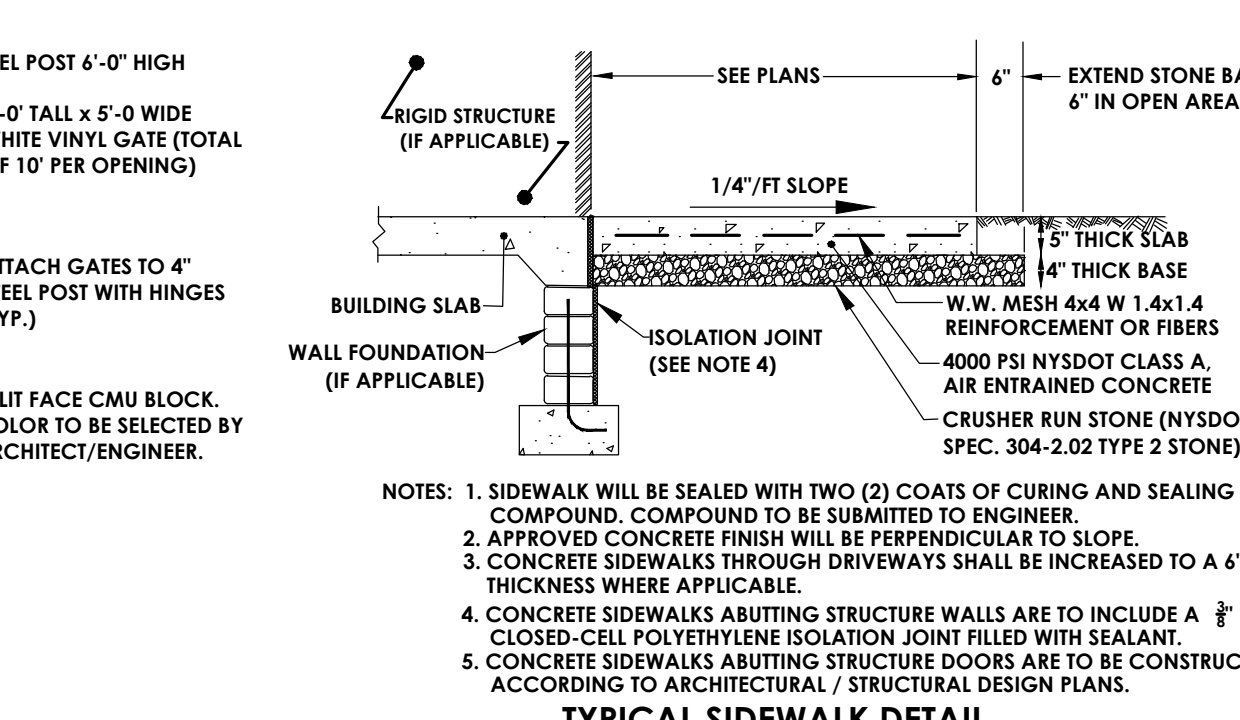 EL POST 6'-0" HIGH
-0' TALL x 5'-0 WIDE
HITE VINYL GATE (TOTAL
F 10' PER OPENING)
TTACH GATES TO 4"
TEEL POST WITH HINGES
YP.)
LIT FACE CMU BLOCK.
OLOR TO BE SELECTED BY
RCHITECT/ENGINEER.
RIGID STRUCTURE
(IF APPLICABLE)
SEE PLANS
6"
EXTEND STONE BA
6" IN OPEN AREA
1/4"/FT SLOPE
5" THICK SLAB
4" THICK BASE
BUILDING SLAB
WALL FOUNDATION
(IF APPLICABLE)
ISOLATION JOINT
(SEE NOTE 4)
W.W. MESH 4x4 W 1.4x1.4
REINFORCEMENT OR FIBERS
4000 PSI NYSDOT CLASS A,
AIR ENTRAINED CONCRETE
CRUSHER RUN STONE (NYSDO
SPEC. 304-2.02 TYPE 2 STONE)
NOTES: 1. SIDEWALK WILL BE SEALED WITH TWO (2) COATS OF CURING AND SEALING
COMPOUND. COMPOUND TO BE SUBMITTED TO ENGINEER.
2. APPROVED CONCRETE FINISH WILL BE PERPENDICULAR TO SLOPE.
3. CONCRETE SIDEWALKS THROUGH DRIVEWAYS SHALL BE INCREASED TO A 6"
THICKNESS WHERE APPLICABLE.
4. CONCRETE SIDEWALKS ABUTTING STRUCTURE WALLS ARE TO INCLUDE A 3/8"
CLOSED-CELL POLYETHYLENE ISOLATION JOINT FILLED WITH SEALANT.
5. CONCRETE SIDEWALKS ABUTTING STRUCTURE DOORS ARE TO BE CONSTRUC
ACCORDING TO ARCHITECTURAL / STRUCTURAL DESIGN PLANS.
TYPICAL SIDEWALK DETAIL